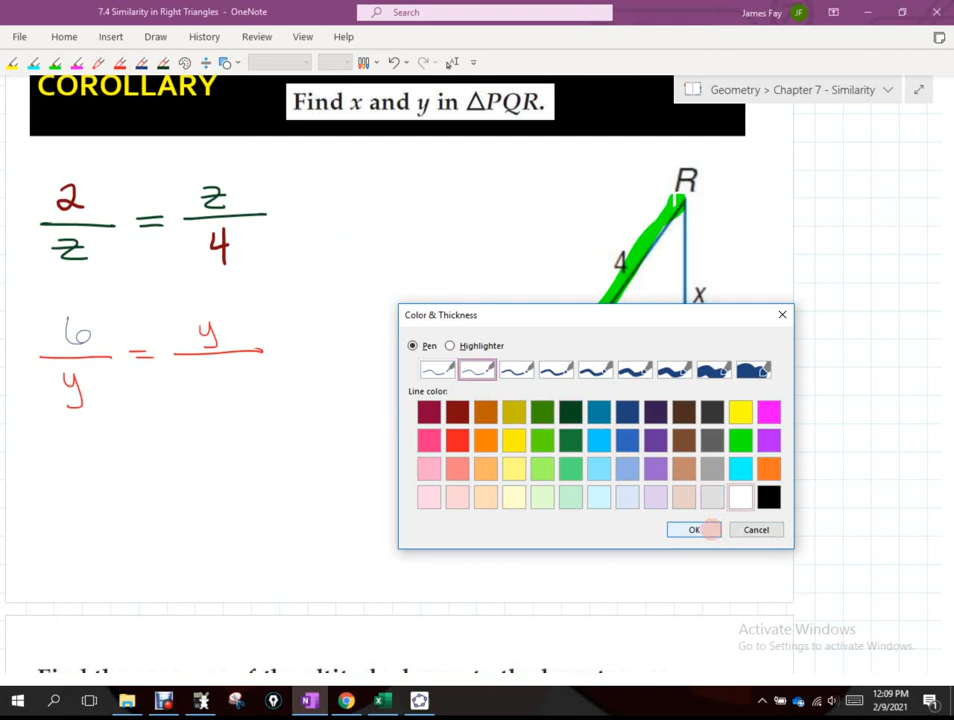 7.4 Similarity in Right Triangles - OneNote
Search
James Fay JF
File Home Insert Draw History Review View Help
COROLLARY
Find x and y in △PQR.
Geometry > Chapter 7 - Similarity
2/z = z/4
R
4
x
6/y = y/
Color & Thickness
Pen Highlighter
Line color:
OK Cancel
Activate Windows
Go to Settings to activate Windows.
12:09 PM
2/9/2021